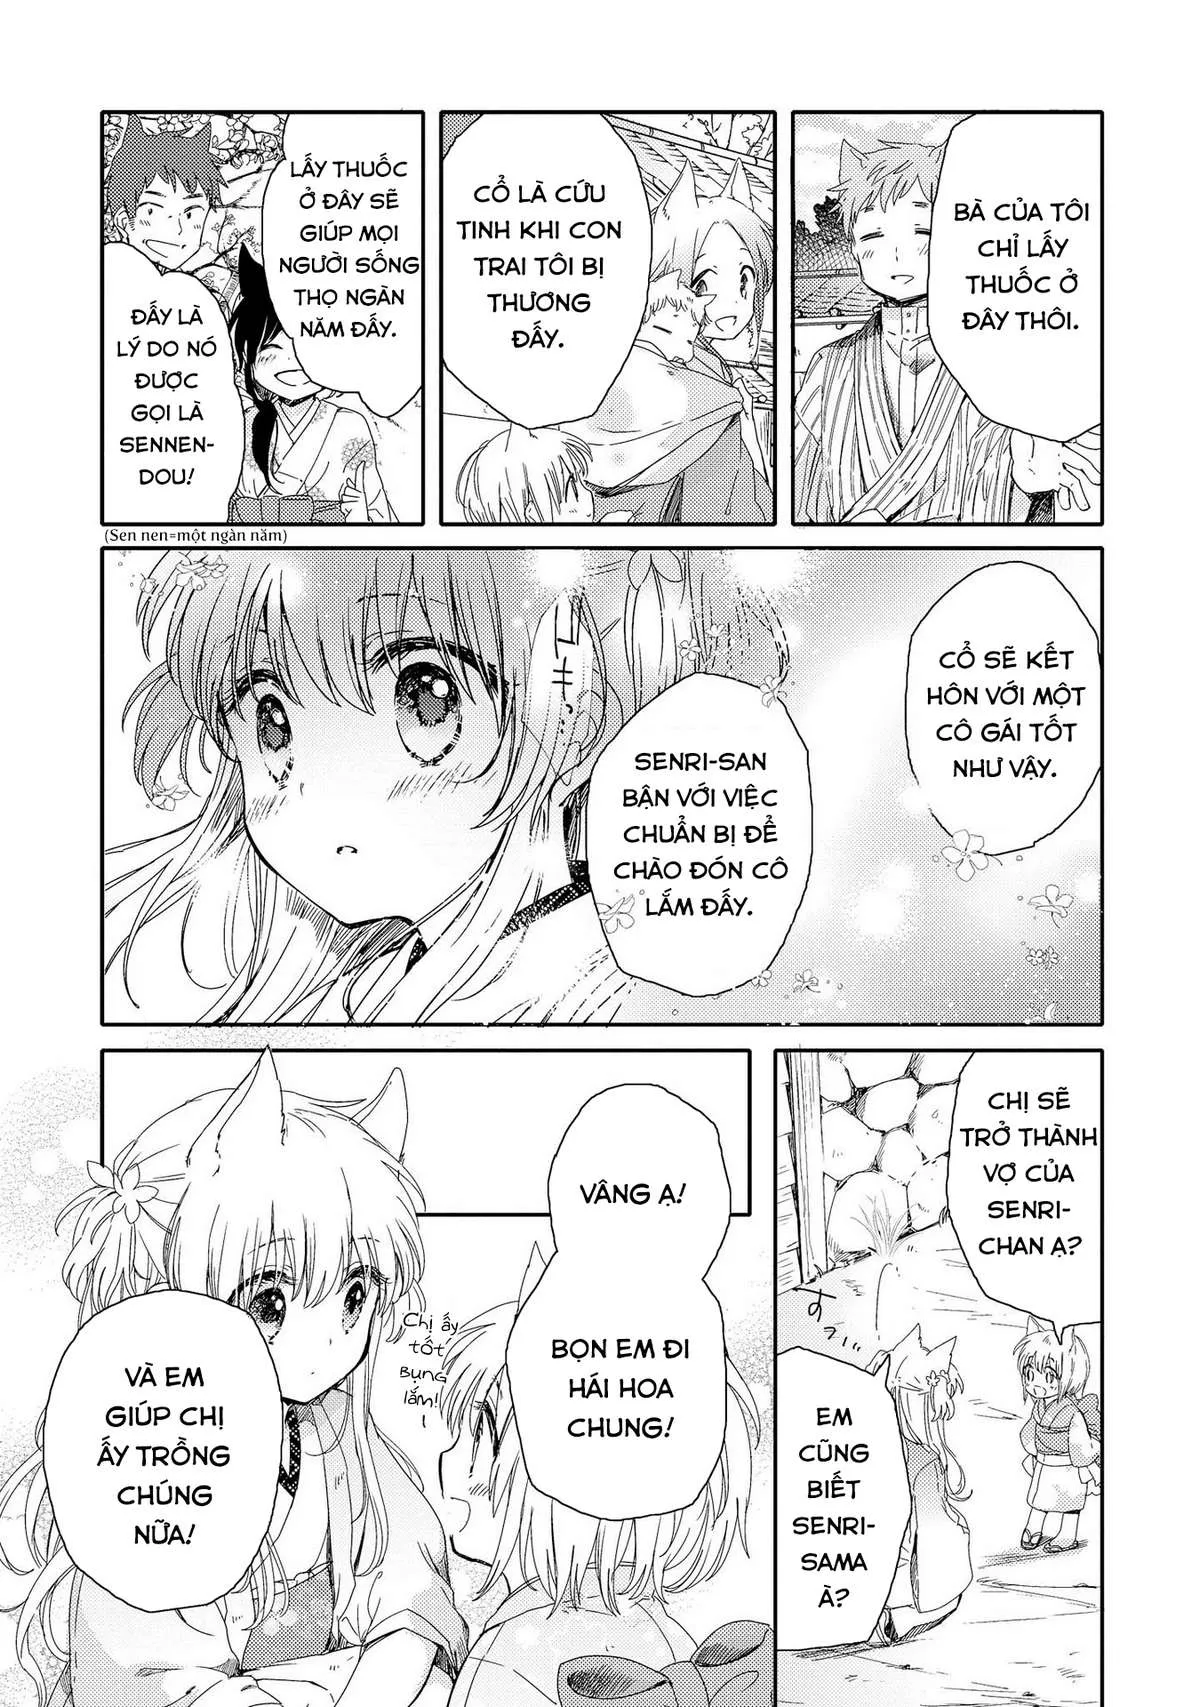 BÀ CỦA TÔI
CHỈ LẤY
THUỐC Ở
ĐÂY THÔI.
CỔ LÀ CỨU
TINH KHI CON
TRAI TÔI BỊ
THƯƠNG
ĐẤY.
LẤY THUỐC
Ở ĐÂY SẼ
GIÚP MỌI
NGƯỜI SỐNG
THỌ NGÀN
NĂM ĐẤY.
ĐẤY LÀ
LÝ DO NÓ
ĐƯỢC
GỌI LÀ
SENNEN-
DOU!
(Sen nen=một ngàn năm)
CỔ SẼ KẾT
HÔN VỚI MỘT
CÔ GÁI TỐT
NHƯ VẬY.
SENRI-SAN
BẬN VỚI VIỆC
CHUẨN BỊ ĐỂ
CHÀO ĐÓN CÔ
LẮM ĐẤY.
CHỊ SẼ
TRỞ THÀNH
VỢ CỦA
SENRI-
CHAN Ạ?
EM
CŨNG
BIẾT
SENRI-
SAMA
À?
VÂNG Ạ!
BỌN EM ĐI
HÁI HOA
CHUNG!
Chị ấy
tốt
bụng
lắm!
VÀ EM
GIÚP CHỊ
ẤY TRỒNG
CHÚNG
NỮA!